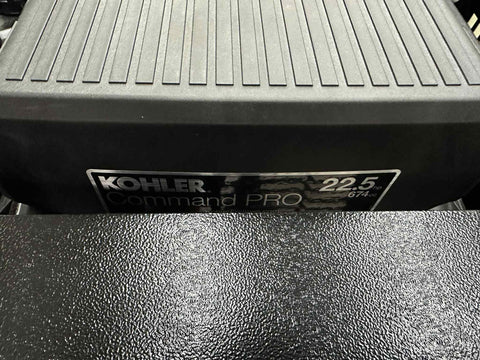 KOHLER. 22.5
Command PRO 674